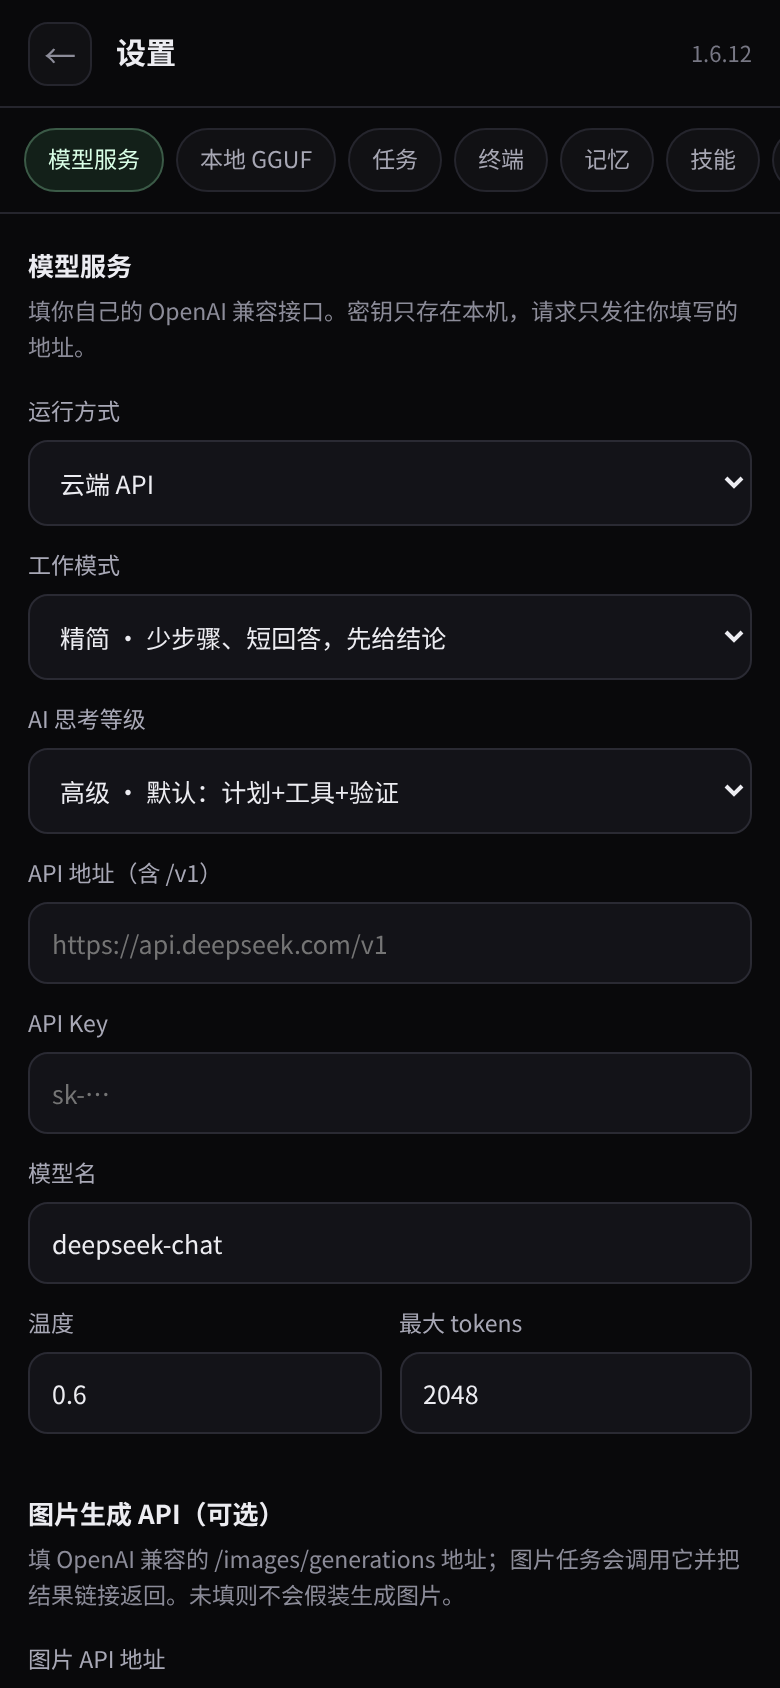 ←
设置
1.6.12
模型服务
本地 GGUF
任务
终端
记忆
技能
模型服务
填你自己的 OpenAI 兼容接口。密钥只存在本机，请求只发往你填写的
地址。
运行方式
云端 API
工作模式
精简 · 少步骤、短回答，先给结论
AI 思考等级
高级 · 默认：计划+工具+验证
API 地址（含 /v1）
https://api.deepseek.com/v1
API Key
sk-…
模型名
deepseek-chat
温度
最大 tokens
0.6
2048
图片生成 API（可选）
填 OpenAI 兼容的 /images/generations 地址；图片任务会调用它并把
结果链接返回。未填则不会假装生成图片。
图片 API 地址